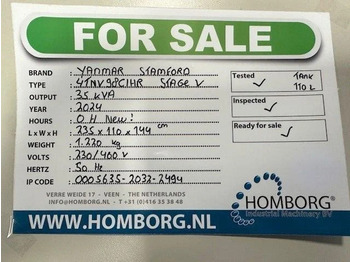 FOR SALE
BRAND : YANMAR STAMFORD
TYPE : 4TNV98CIHR STAGE V
OUTPUT : 35 KVA
YEAR : 2024
HOURS : 0 H New!
L x W x H : 235 x 110 x 144 cm
WEIGHT : 1.220 kg
VOLTS : 230/400 V
HERTZ : 50 Hz
IP CODE : 0005635-2032-2494
Tested ✓ TANK
110 L
Inspected ✓
Ready for sale ✓
VERBE WEIDE 17 - VEEN - THE NETHERLANDS
INFO@HOMBORG.NL - T +31 (0)416 35 38 48
WWW.HOMBORG.NL
HOMBORG®
Industrial Machinery BV